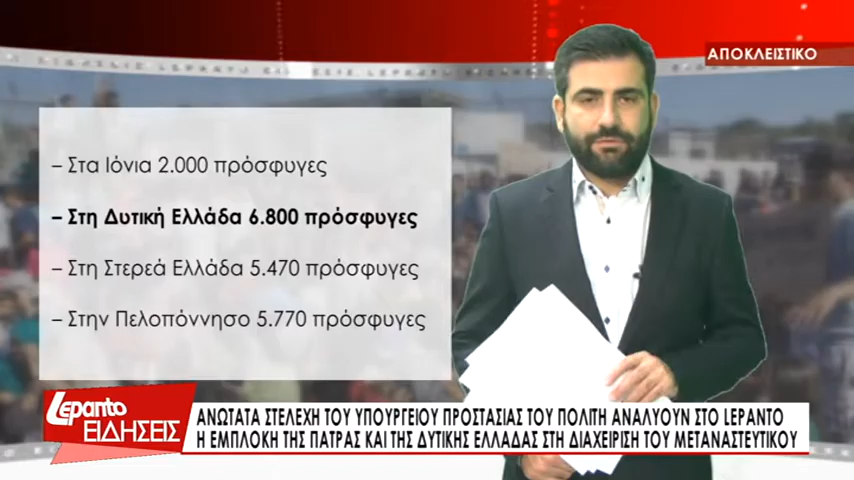 ΑΠΟΚΛΕΙΣΤΙΚΟ
– Στα Ιόνια 2.000 πρόσφυγες
– Στη Δυτική Ελλάδα 6.800 πρόσφυγες
– Στη Στερεά Ελλάδα 5.470 πρόσφυγες
– Στην Πελοπόννησο 5.770 πρόσφυγες
Lepanto
ΕΙΔΗΣΕΙΣ
ΑΝΩΤΑΤΑ ΣΤΕΛΕΧΗ ΤΟΥ ΥΠΟΥΡΓΕΙΟΥ ΠΡΟΣΤΑΣΙΑΣ ΤΟΥ ΠΟΛΙΤΗ ΑΝΑΛΥΟΥΝ ΣΤΟ LEPANTO
Η ΕΜΠΛΟΚΗ ΤΗΣ ΠΑΤΡΑΣ ΚΑΙ ΤΗΣ ΔΥΤΙΚΗΣ ΕΛΛΑΔΑΣ ΣΤΗ ΔΙΑΧΕΙΡΙΣΗ ΤΟΥ ΜΕΤΑΝΑΣΤΕΥΤΙΚΟΥ